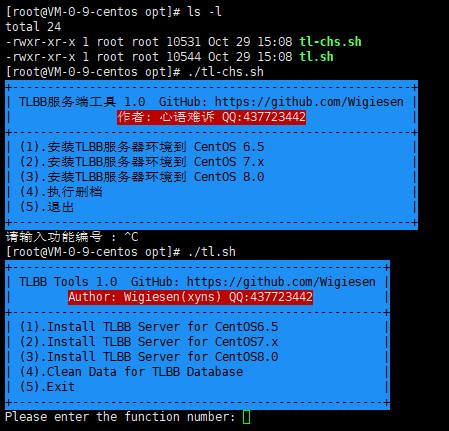 [root@VM-0-9-centos opt]# ls -l
total 24
-rwxr-xr-x 1 root root 10531 Oct 29 15:08 tl-chs.sh
-rwxr-xr-x 1 root root 10544 Oct 29 15:08 tl.sh
[root@VM-0-9-centos opt]# ./tl-chs.sh
+----------------------------------------------------+
| TLBB服务端工具 1.0  GitHub: https://github.com/Wigiesen |
|             作者: 心语难诉 QQ:437723442             |
+----------------------------------------------------+
| (1).安装TLBB服务器环境到 CentOS 6.5
| (2).安装TLBB服务器环境到 CentOS 7.x
| (3).安装TLBB服务器环境到 CentOS 8.0
| (4).执行删档
| (5).退出
+----------------------------------------------------+
请输入功能编号 : ^C
[root@VM-0-9-centos opt]# ./tl.sh
+------------------------------------------------+
| TLBB Tools 1.0  GitHub: https://github.com/Wigiesen |
|       Author: Wigiesen(xyns) QQ:437723442       |
+------------------------------------------------+
| (1).Install TLBB Server for CentOS6.5
| (2).Install TLBB Server for CentOS7.x
| (3).Install TLBB Server for CentOS8.0
| (4).Clean Data for TLBB Database
| (5).Exit
+------------------------------------------------+
Please enter the function number: